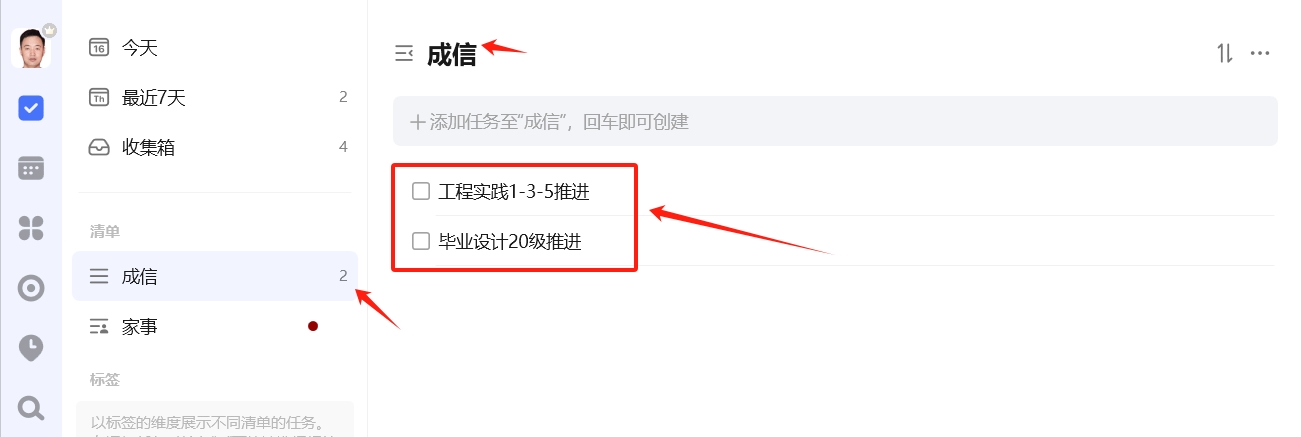 16 今天
Th 最近7天 2
收集箱 4
清单
成信 2
家事
标签
以标签的维度展示不同清单的任务。
成信
+添加任务至“成信”，回车即可创建
工程实践1-3-5推进
毕业设计20级推进